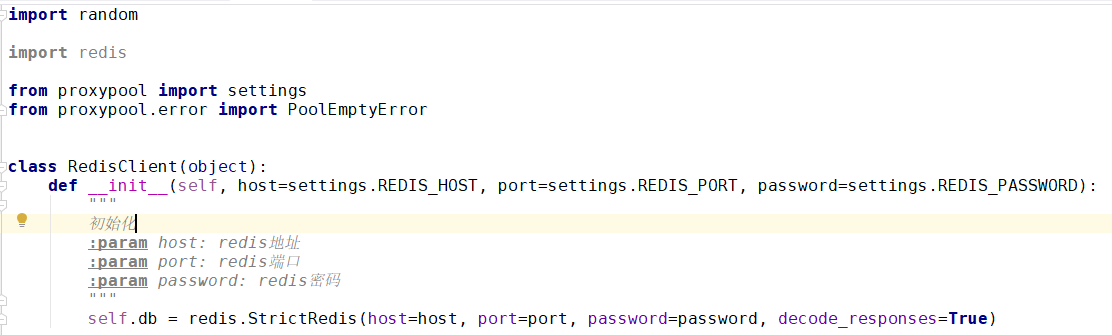 import random
import redis
from proxypool import settings
from proxypool.error import PoolEmptyError
class RedisClient(object):
    def __init__(self, host=settings.REDIS_HOST, port=settings.REDIS_PORT, password=settings.REDIS_PASSWORD):
        """
        初始化
        :param host: redis地址
        :param port: redis端口
        :param password: redis密码
        """
        self.db = redis.StrictRedis(host=host, port=port, password=password, decode_responses=True)